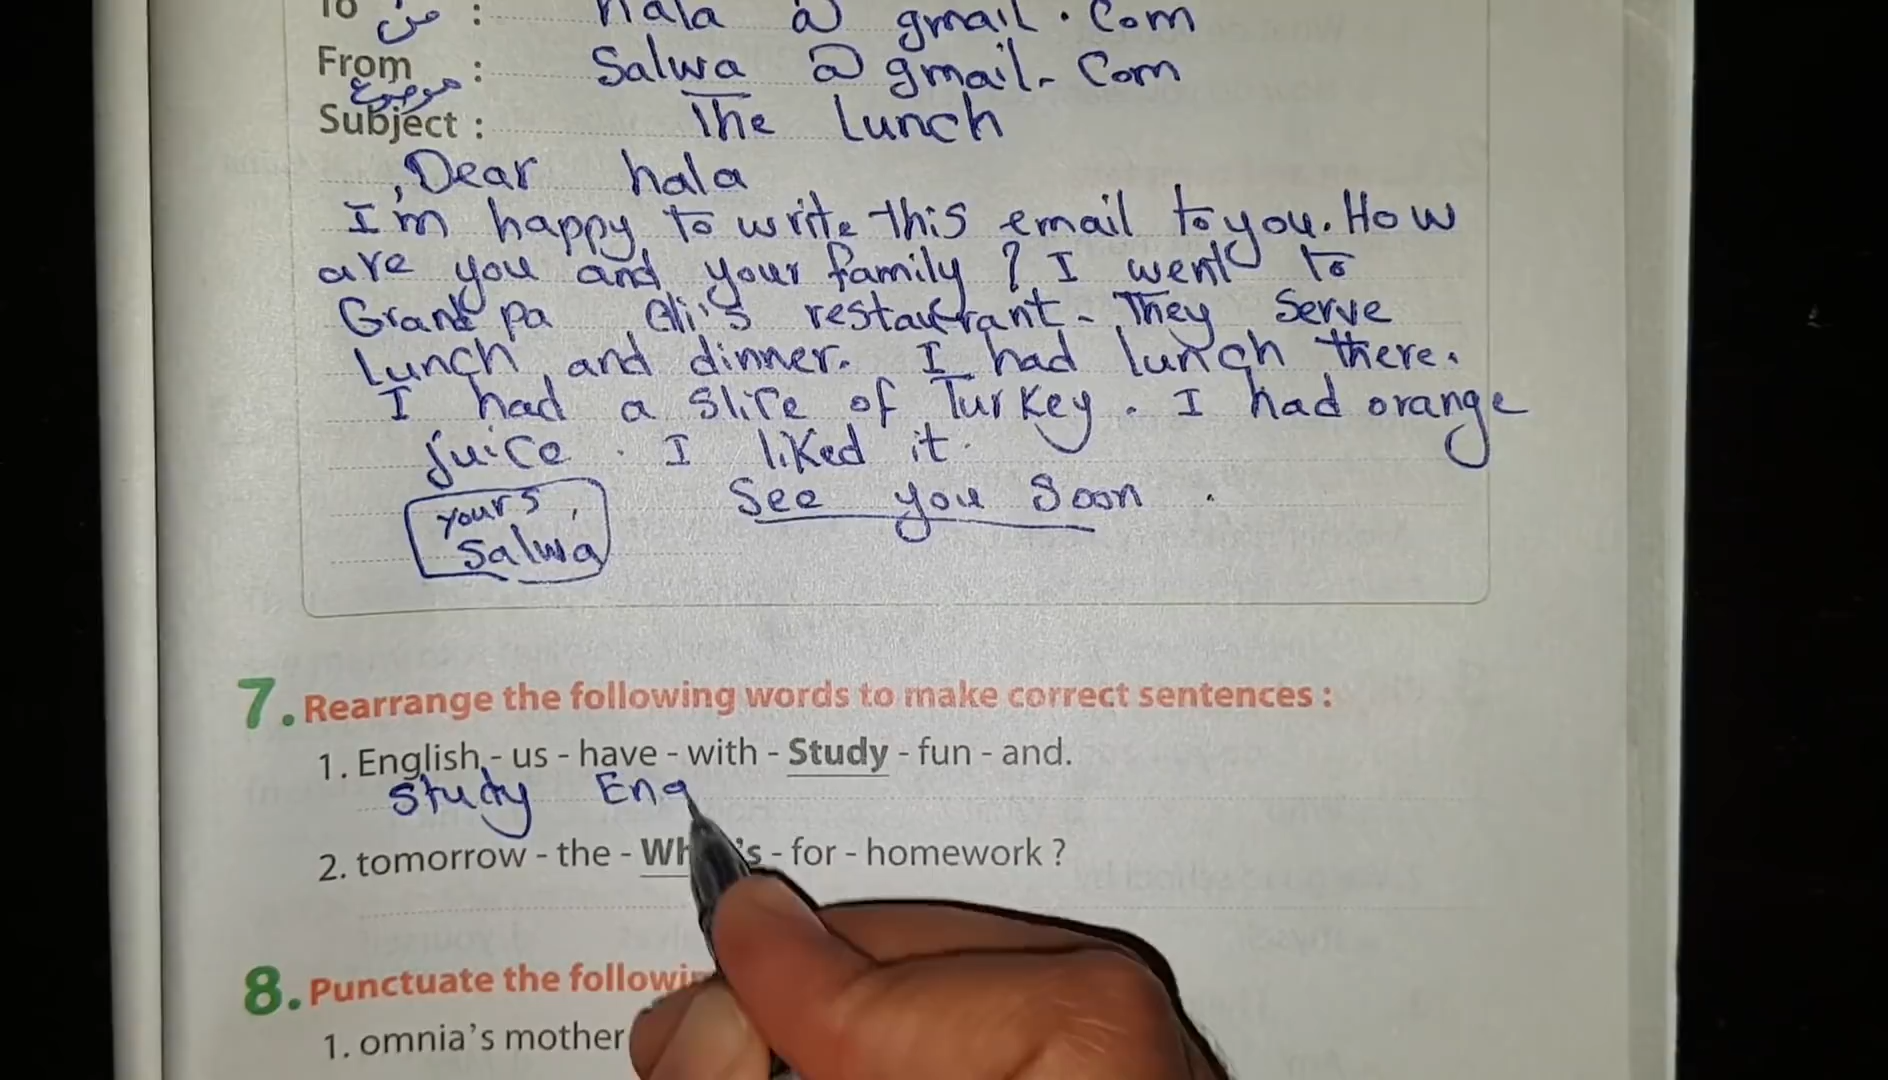 To من : hala @ gmail . Com
From : Salwa @ gmail - Com
موضوع
Subject : The Lunch
, Dear hala
I'm happy to write this email to you. How
are you and your family ? I went to
Grand pa Ali's restaurant - They Serve
Lunch and dinner. I had lunch there.
I had a slice of Turkey . I had orange
juice . I liked it .
See you Soon .
yours ,
Salwa
7. Rearrange the following words to make correct sentences :
1. English - us - have - with - Study - fun - and.
study Eng
2. tomorrow - the - 's - for - homework ?
8. Punctuate the
1. omnia's mother